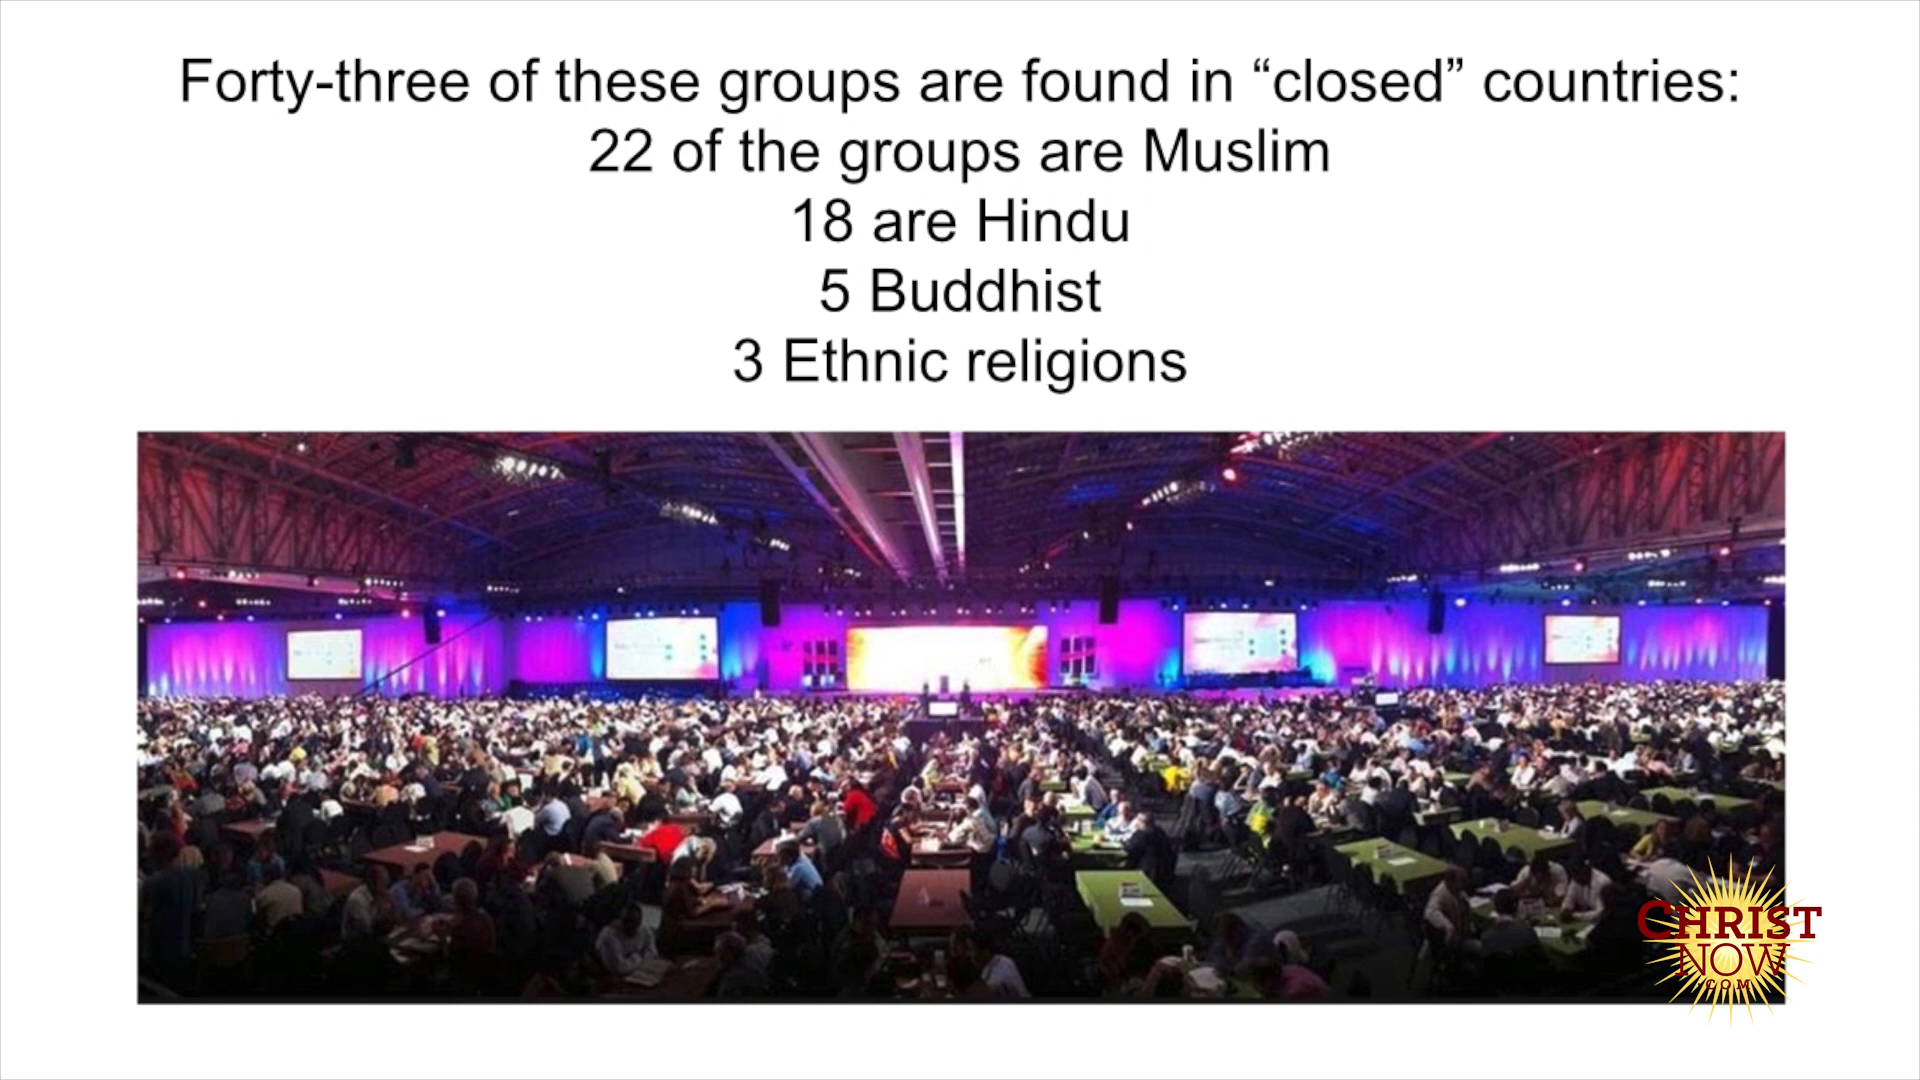 Forty-three of these groups are found in “closed” countries:
22 of the groups are Muslim
18 are Hindu
5 Buddhist
3 Ethnic religions
CHRIST
NOW
.COM